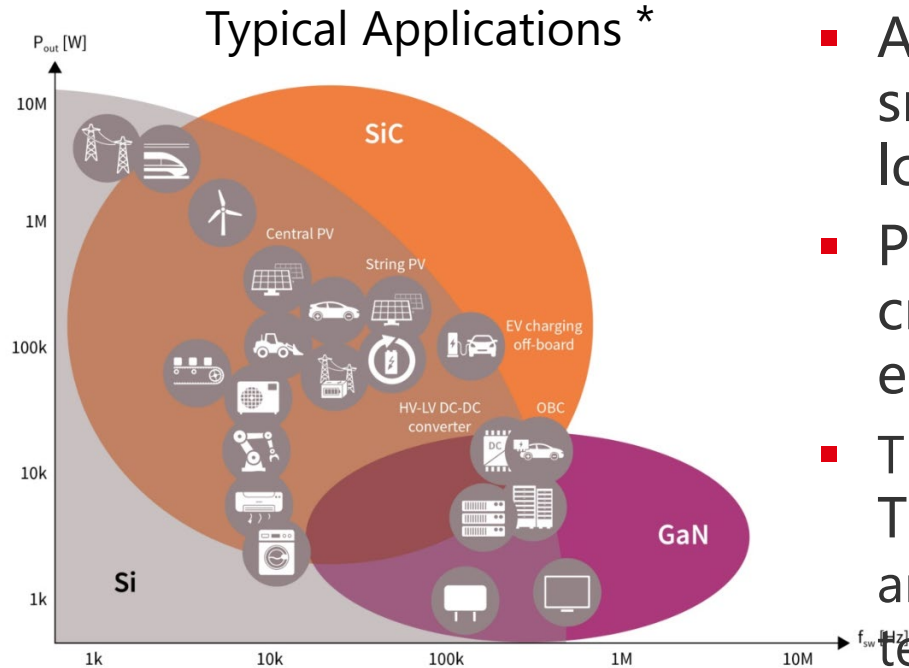 Typical Applications *
P_out [W]
10M
1M
100k
10k
1k
SiC
Central PV
String PV
EV charging
off-board
HV-LV DC-DC
converter
OBC
DC
GaN
Si
1k
10k
100k
1M
10M
f_sw [Hz]
A
P
T